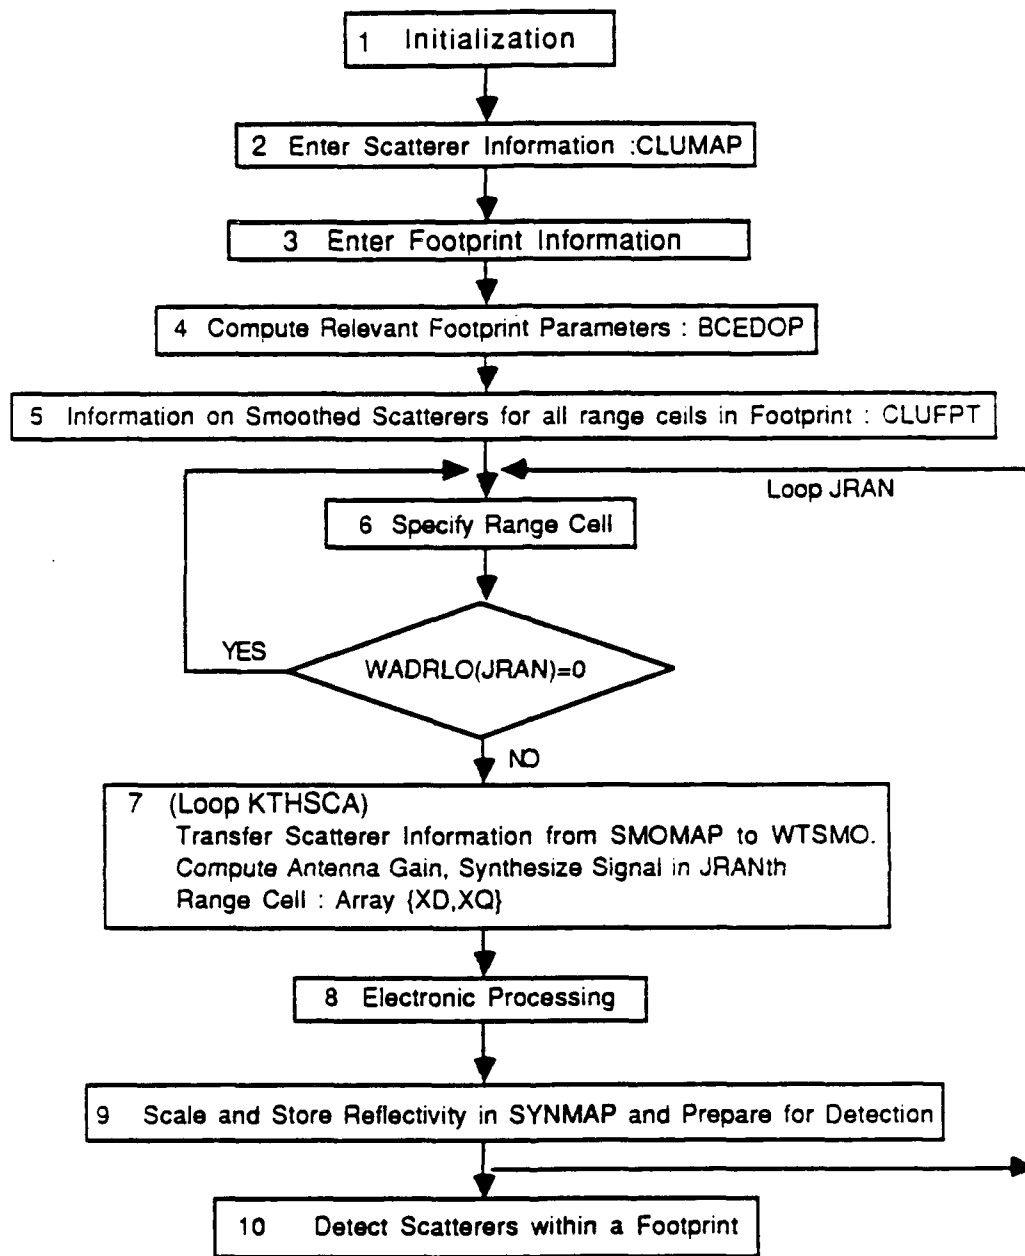 1 Initialization
2 Enter Scatterer Information :CLUMAP
3 Enter Footprint Information
4 Compute Relevant Footprint Parameters : BCEDOP
5 Information on Smoothed Scatterers for all range ceils in Footprint : CLUFPT
Loop JRAN
6 Specify Range Cell
YES
WADRLO(JRAN)=0
NO
7 (Loop KTHSCA)
Transfer Scatterer Information from SMOMAP to WTSMO.
Compute Antenna Gain, Synthesize Signal in JRANth
Range Cell : Array {XD,XQ}
8 Electronic Processing
9 Scale and Store Reflectivity in SYNMAP and Prepare for Detection
10 Detect Scatterers within a Footprint